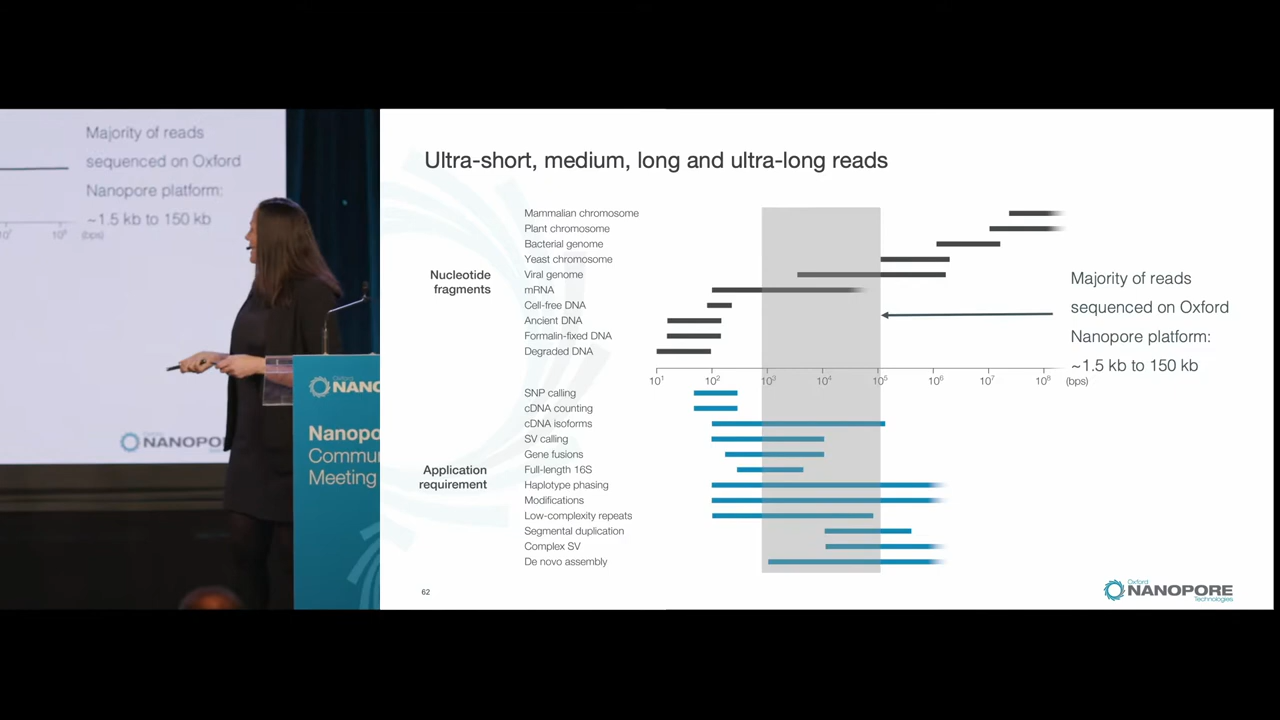 Majority of reads
sequenced on Oxford
Nanopore platform:
~1.5 kb to 150 kb
10⁷ 10⁸ (bps)
NANOPO
Oxford
NANO
Nanopo
Commu
Meeting
Ultra-short, medium, long and ultra-long reads
Nucleotide
fragments
Mammalian chromosome
Plant chromosome
Bacterial genome
Yeast chromosome
Viral genome
mRNA
Cell-free DNA
Ancient DNA
Formalin-fixed DNA
Degraded DNA
10¹ 10² 10³ 10⁴ 10⁵ 10⁶ 10⁷ 10⁸ (bps)
Majority of reads
sequenced on Oxford
Nanopore platform:
~1.5 kb to 150 kb
Application
requirement
SNP calling
cDNA counting
cDNA isoforms
SV calling
Gene fusions
Full-length 16S
Haplotype phasing
Modifications
Low-complexity repeats
Segmental duplication
Complex SV
De novo assembly
62
Oxford
NANOPORE
Technologies